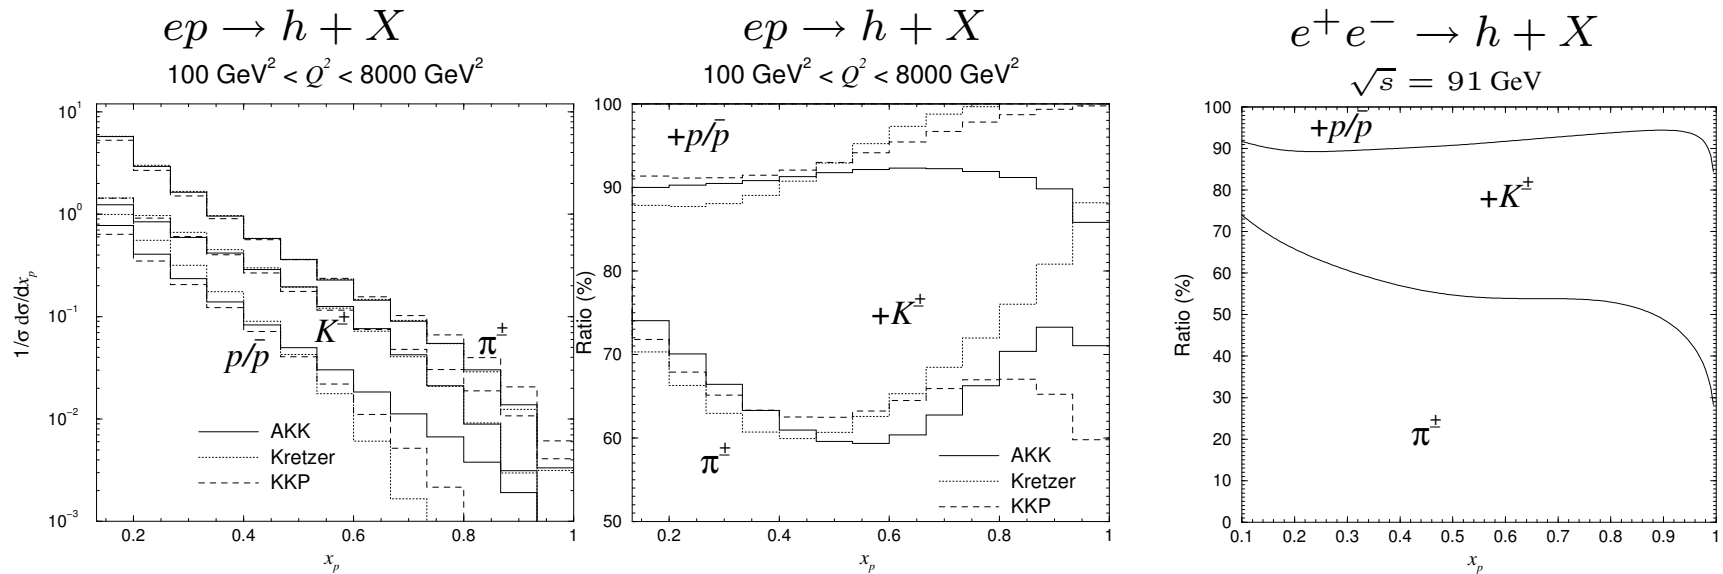 ep → h + X
100 GeV² < Q² < 8000 GeV²
10¹
10⁰
10⁻¹
10⁻²
10⁻³
1/σ dσ/dxₚ
K±
π±
p/p̄
AKK
Kretzer
KKP
0.2 0.4 0.6 0.8 1
xₚ
ep → h + X
100 GeV² < Q² < 8000 GeV²
100
90
80
70
60
50
Ratio (%)
+p/p̄
+K±
π±
AKK
Kretzer
KKP
0.2 0.4 0.6 0.8 1
xₚ
e⁺e⁻ → h + X
√s = 91 GeV
100
90
80
70
60
50
40
30
20
10
0
Ratio (%)
+p/p̄
+K±
π±
0.1 0.2 0.3 0.4 0.5 0.6 0.7 0.8 0.9 1
xₚ